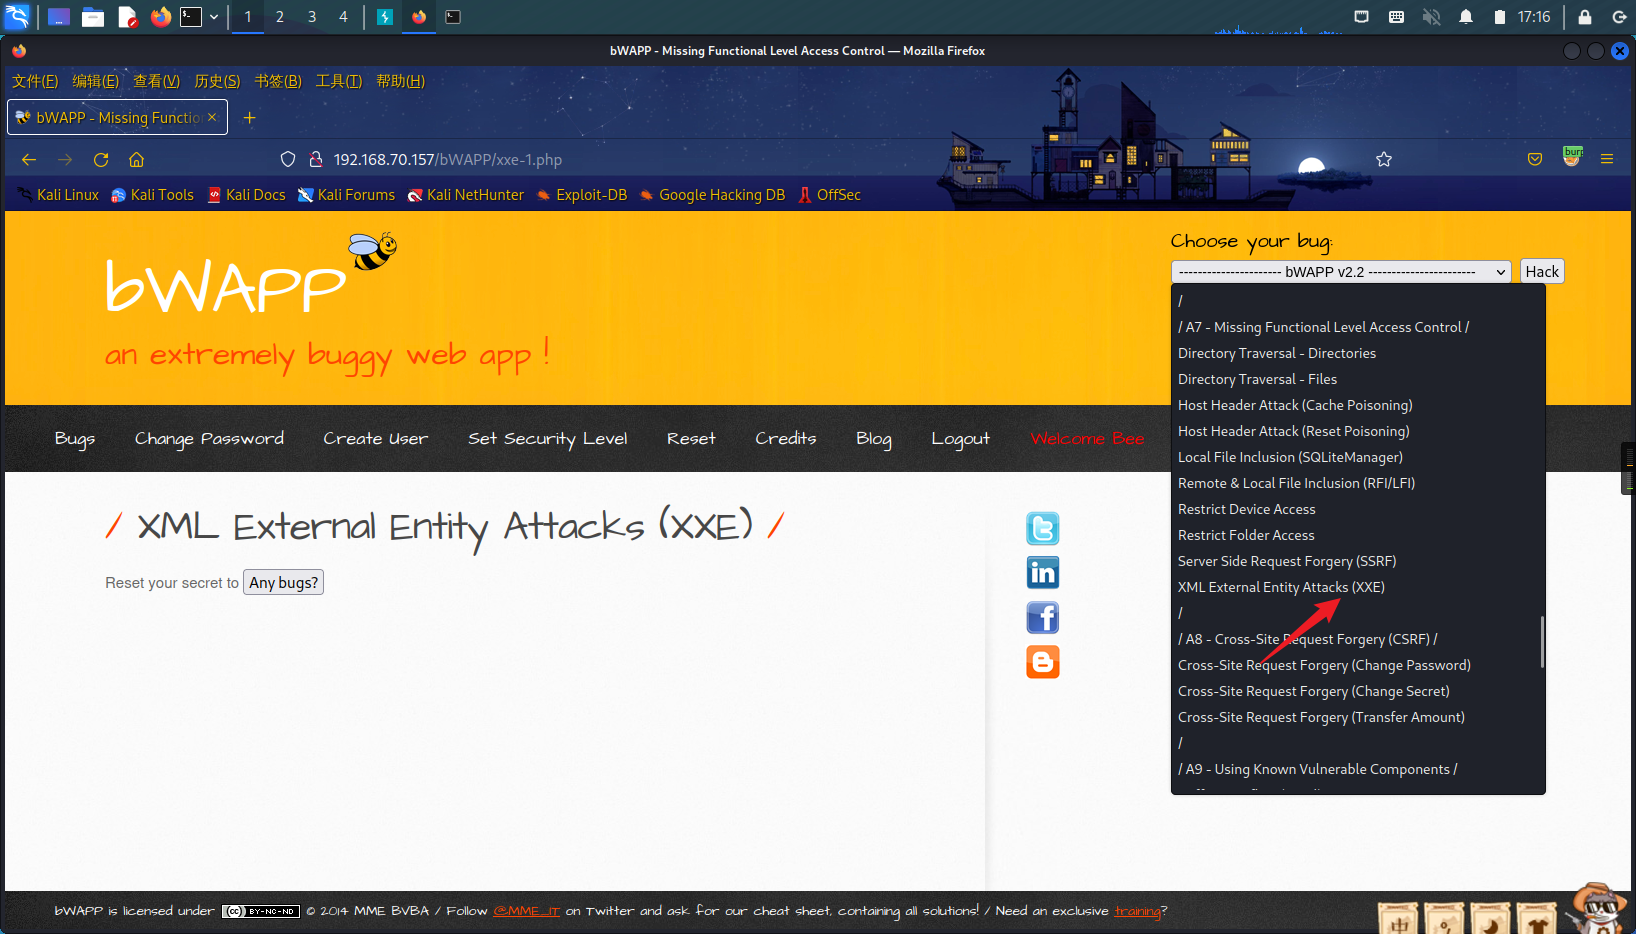 1 2 3 4 17:16
bWAPP - Missing Functional Level Access Control — Mozilla Firefox
文件(F) 编辑(E) 查看(V) 历史(S) 书签(B) 工具(T) 帮助(H)
bWAPP - Missing Functio
192.168.70.157/bWAPP/xxe-1.php
burp
Kali Linux Kali Tools Kali Docs Kali Forums Kali NetHunter Exploit-DB Google Hacking DB OffSec
bWAPP
an extremely buggy web app !
Choose your bug:
---------------------- bWAPP v2.2 ----------------------- Hack
/
/ A7 - Missing Functional Level Access Control /
Directory Traversal - Directories
Directory Traversal - Files
Host Header Attack (Cache Poisoning)
Host Header Attack (Reset Poisoning)
Local File Inclusion (SQLiteManager)
Remote & Local File Inclusion (RFI/LFI)
Restrict Device Access
Restrict Folder Access
Server Side Request Forgery (SSRF)
XML External Entity Attacks (XXE)
/
/ A8 - Cross-Site Request Forgery (CSRF) /
Cross-Site Request Forgery (Change Password)
Cross-Site Request Forgery (Change Secret)
Cross-Site Request Forgery (Transfer Amount)
/
/ A9 - Using Known Vulnerable Components /
Bugs Change Password Create User Set Security Level Reset Credits Blog Logout Welcome Bee
/ XML External Entity Attacks (XXE) /
Reset your secret to Any bugs?
bWAPP is licensed under (cc) BY-NC-ND © 2014 MME BVBA / Follow @MME_IT on Twitter and ask for our cheat sheet, containing all solutions! / Need an exclusive training?
中